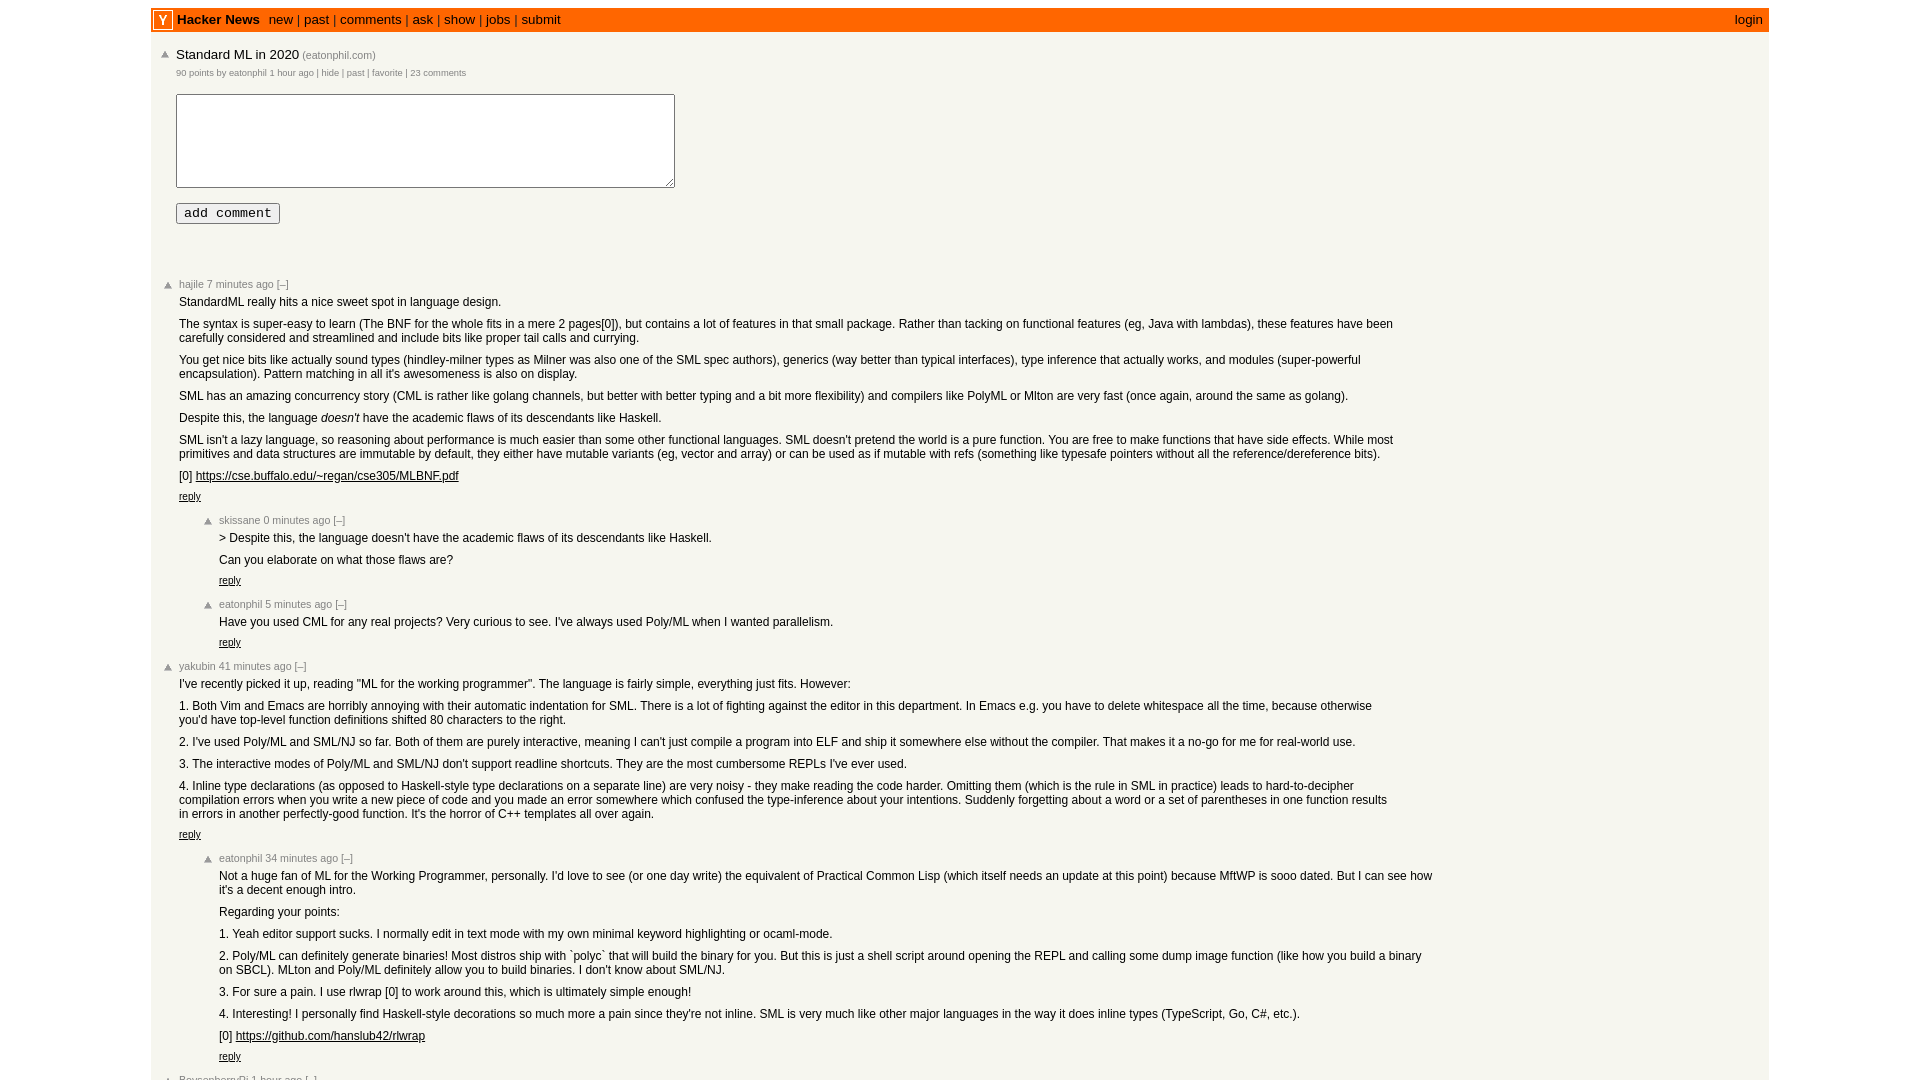 Y Hacker News new | past | comments | ask | show | jobs | submit login
Standard ML in 2020 (eatonphil.com)
90 points by eatonphil 1 hour ago | hide | past | favorite | 23 comments
add comment
hajile 7 minutes ago [–]
StandardML really hits a nice sweet spot in language design.
The syntax is super-easy to learn (The BNF for the whole fits in a mere 2 pages[0]), but contains a lot of features in that small package. Rather than tacking on functional features (eg, Java with lambdas), these features have been
carefully considered and streamlined and include bits like proper tail calls and currying.
You get nice bits like actually sound types (hindley-milner types as Milner was also one of the SML spec authors), generics (way better than typical interfaces), type inference that actually works, and modules (super-powerful
encapsulation). Pattern matching in all it's awesomeness is also on display.
SML has an amazing concurrency story (CML is rather like golang channels, but better with better typing and a bit more flexibility) and compilers like PolyML or Mlton are very fast (once again, around the same as golang).
Despite this, the language doesn't have the academic flaws of its descendants like Haskell.
SML isn't a lazy language, so reasoning about performance is much easier than some other functional languages. SML doesn't pretend the world is a pure function. You are free to make functions that have side effects. While most
primitives and data structures are immutable by default, they either have mutable variants (eg, vector and array) or can be used as if mutable with refs (something like typesafe pointers without all the reference/dereference bits).
[0] https://cse.buffalo.edu/~regan/cse305/MLBNF.pdf
reply
skissane 0 minutes ago [–]
> Despite this, the language doesn't have the academic flaws of its descendants like Haskell.
Can you elaborate on what those flaws are?
reply
eatonphil 5 minutes ago [–]
Have you used CML for any real projects? Very curious to see. I've always used Poly/ML when I wanted parallelism.
reply
yakubin 41 minutes ago [–]
I've recently picked it up, reading "ML for the working programmer". The language is fairly simple, everything just fits. However:
1. Both Vim and Emacs are horribly annoying with their automatic indentation for SML. There is a lot of fighting against the editor in this department. In Emacs e.g. you have to delete whitespace all the time, because otherwise
you'd have top-level function definitions shifted 80 characters to the right.
2. I've used Poly/ML and SML/NJ so far. Both of them are purely interactive, meaning I can't just compile a program into ELF and ship it somewhere else without the compiler. That makes it a no-go for me for real-world use.
3. The interactive modes of Poly/ML and SML/NJ don't support readline shortcuts. They are the most cumbersome REPLs I've ever used.
4. Inline type declarations (as opposed to Haskell-style type declarations on a separate line) are very noisy - they make reading the code harder. Omitting them (which is the rule in SML in practice) leads to hard-to-decipher
compilation errors when you write a new piece of code and you made an error somewhere which confused the type-inference about your intentions. Suddenly forgetting about a word or a set of parentheses in one function results
in errors in another perfectly-good function. It's the horror of C++ templates all over again.
reply
eatonphil 34 minutes ago [–]
Not a huge fan of ML for the Working Programmer, personally. I'd love to see (or one day write) the equivalent of Practical Common Lisp (which itself needs an update at this point) because MftWP is sooo dated. But I can see how
it's a decent enough intro.
Regarding your points:
1. Yeah editor support sucks. I normally edit in text mode with my own minimal keyword highlighting or ocaml-mode.
2. Poly/ML can definitely generate binaries! Most distros ship with `polyc` that will build the binary for you. But this is just a shell script around opening the REPL and calling some dump image function (like how you build a binary
on SBCL). MLton and Poly/ML definitely allow you to build binaries. I don't know about SML/NJ.
3. For sure a pain. I use rlwrap [0] to work around this, which is ultimately simple enough!
4. Interesting! I personally find Haskell-style decorations so much more a pain since they're not inline. SML is very much like other major languages in the way it does inline types (TypeScript, Go, C#, etc.).
[0] https://github.com/hanslub42/rlwrap
reply
BoysenberryPi 1 hour ago [–]